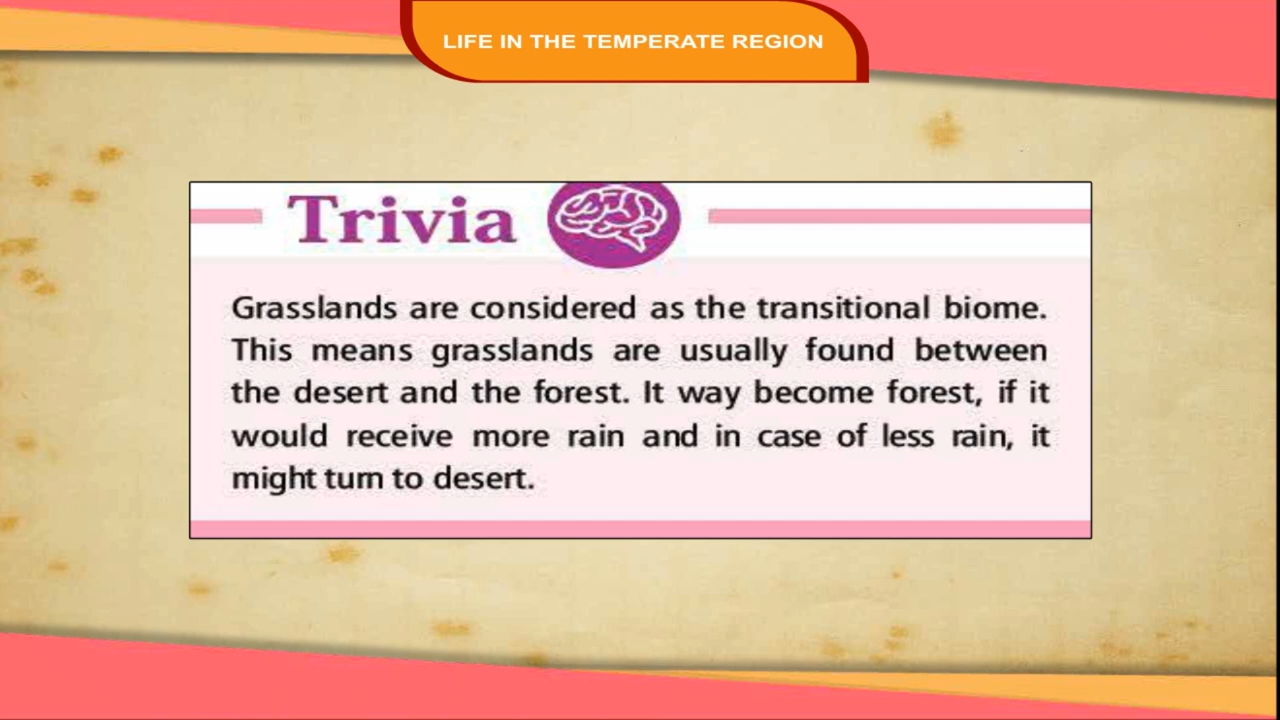 LIFE IN THE TEMPERATE REGION
Trivia
Grasslands are considered as the transitional biome.
This means grasslands are usually found between
the desert and the forest. It way become forest, if it
would receive more rain and in case of less rain, it
might turn to desert.